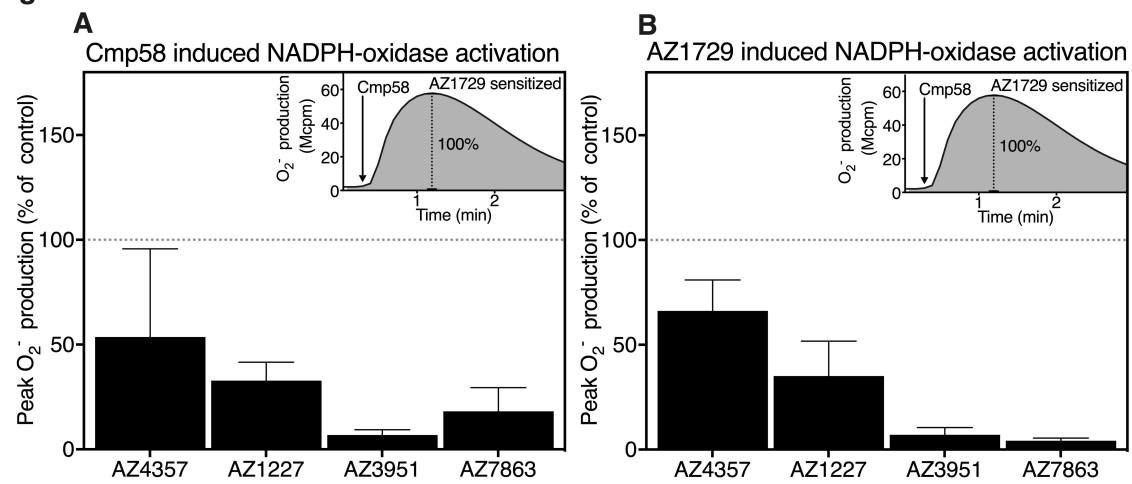 A
Cmp58 induced NADPH-oxidase activation
Peak O2- production (% of control)
150
100
50
0
O2- production
(Mcpm)
60
40
20
0
Cmp58
AZ1729 sensitized
100%
1
2
Time (min)
AZ4357
AZ1227
AZ3951
AZ7863
B
AZ1729 induced NADPH-oxidase activation
Peak O2- production (% of control)
150
100
50
0
O2- production
(Mcpm)
60
40
20
0
Cmp58
AZ1729 sensitized
100%
1
2
Time (min)
AZ4357
AZ1227
AZ3951
AZ7863